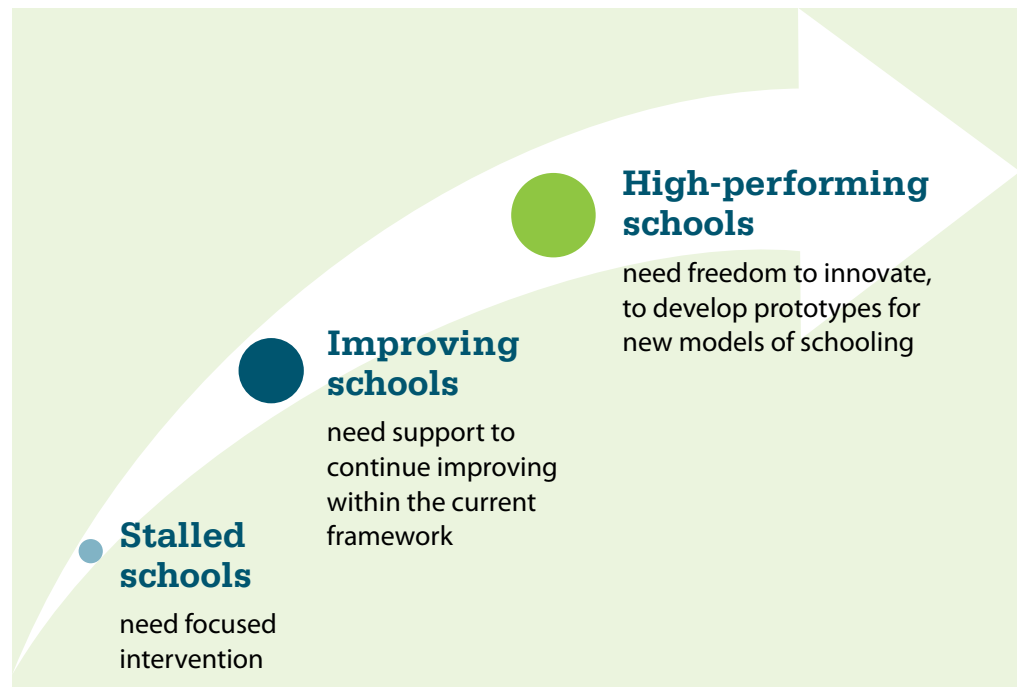 High-performing
schools
need freedom to innovate,
to develop prototypes for
new models of schooling
Improving
schools
need support to
continue improving
within the current
framework
Stalled
schools
need focused
intervention